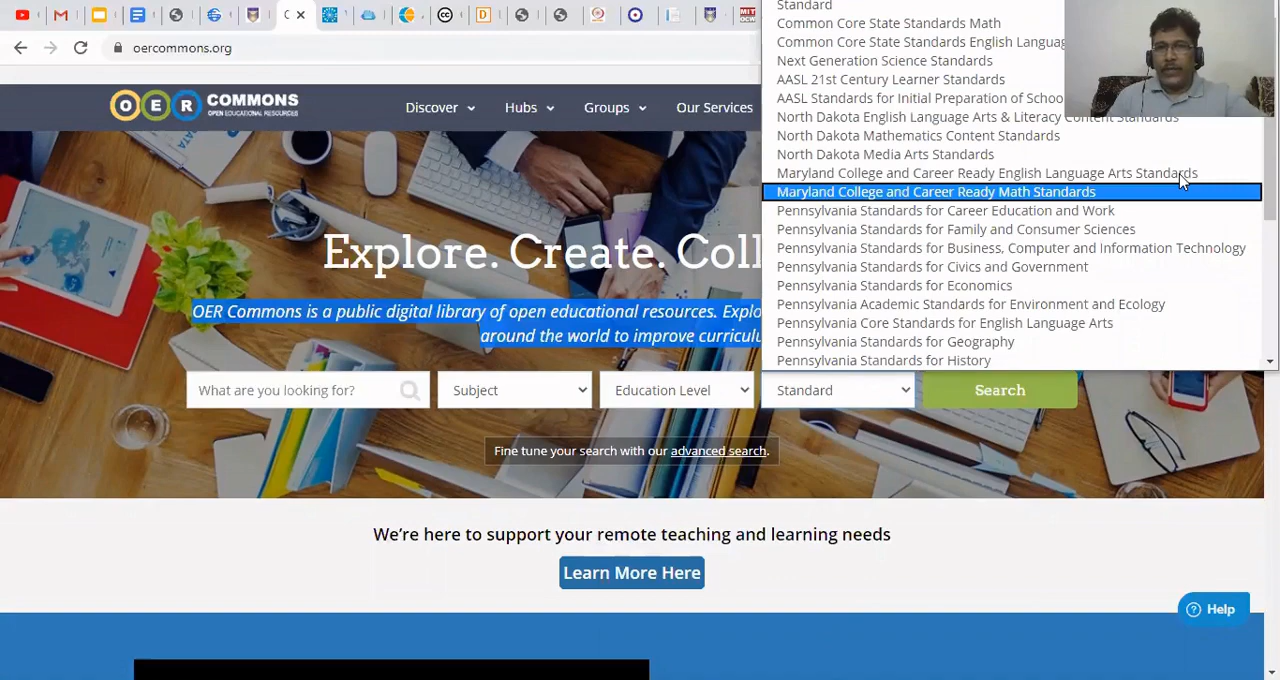 oercommons.org
OER COMMONS
OPEN EDUCATIONAL RESOURCES
Discover
Hubs
Groups
Our Services
Standard
Common Core State Standards Math
Common Core State Standards English Languag
Next Generation Science Standards
AASL 21st Century Learner Standards
AASL Standards for Initial Preparation of Schoo
North Dakota English Language Arts & Literacy Content Standards
North Dakota Mathematics Content Standards
North Dakota Media Arts Standards
Maryland College and Career Ready English Language Arts Standards
Maryland College and Career Ready Math Standards
Pennsylvania Standards for Career Education and Work
Pennsylvania Standards for Family and Consumer Sciences
Pennsylvania Standards for Business, Computer and Information Technology
Pennsylvania Standards for Civics and Government
Pennsylvania Standards for Economics
Pennsylvania Academic Standards for Environment and Ecology
Pennsylvania Core Standards for English Language Arts
Pennsylvania Standards for Geography
Pennsylvania Standards for History
Explore. Create. Coll
OER Commons is a public digital library of open educational resources. Explo
around the world to improve curricul
What are you looking for?
Subject
Education Level
Standard
Search
Fine tune your search with our advanced search.
We're here to support your remote teaching and learning needs
Learn More Here
Help